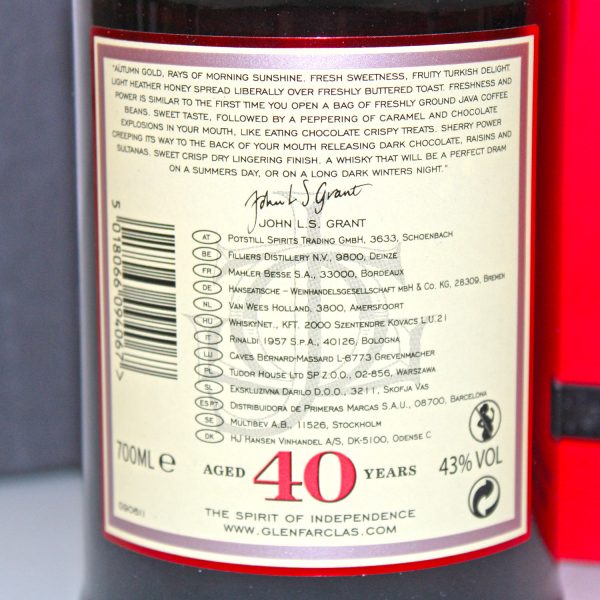 "AUTUMN GOLD, RAYS OF MORNING SUNSHINE. FRESH SWEETNESS, FRUITY TURKISH DELIGHT.
LIGHT HEATHER HONEY SPREAD LIBERALLY OVER FRESHLY BUTTERED TOAST. FRESHNESS AND
POWER IS SIMILAR TO THE FIRST TIME YOU OPEN A BAG OF FRESHLY GROUND JAVA COFFEE
BEANS. SWEET TASTE, FOLLOWED BY A PEPPERING OF CARAMEL AND CHOCOLATE
EXPLOSIONS IN YOUR MOUTH, LIKE EATING CHOCOLATE CRISPY TREATS. SHERRY POWER
CREEPING ITS WAY TO THE BACK OF YOUR MOUTH RELEASING DARK CHOCOLATE, RAISINS AND
SULTANAS. SWEET CRISP DRY LINGERING FINISH. A WHISKY THAT WILL BE A PERFECT DRAM
ON A SUMMERS DAY, OR ON A LONG DARK WINTERS NIGHT."
John L S Grant
JOHN L.S. GRANT
AT POTSTILL SPIRITS TRADING GMBH, 3633, SCHOENBACH
BE FILLIERS DISTILLERY N.V., 9800, DEINZE
FR MAHLER BESSE S.A., 33000, BORDEAUX
DE HANSEATISCHE - WEINHANDELSGESELLSCHAFT MBH & CO. KG, 28309, BREMEN
NL VAN WEES HOLLAND, 3800, AMERSFOORT
HU WHISKYNET., KFT. 2000 SZENTENDRE KOVACS L.U.21
IT RINALDI 1957 S.P.A., 40126, BOLOGNA
LU CAVES BERNARD-MASSARD L-6773 GREVENMACHER
PL TUDOR HOUSE LTD SP Z.O.O., 02-856, WARSZAWA
SL EKSKLUZIVNA DARILO D.O.O., 3211, SKOFJA VAS
ES PT DISTRIBUIDORA DE PRIMERAS MARCAS S.A.U., 08700, BARCELONA
SE MULTIBEV A.B., 11526, STOCKHOLM
DK HJ HANSEN VINHANDEL A/S, DK-5100, ODENSE C
5 018066 094067 >
700ML e
AGED 40 YEARS
43% VOL
090811
THE SPIRIT OF INDEPENDENCE
WWW.GLENFARCLAS.COM